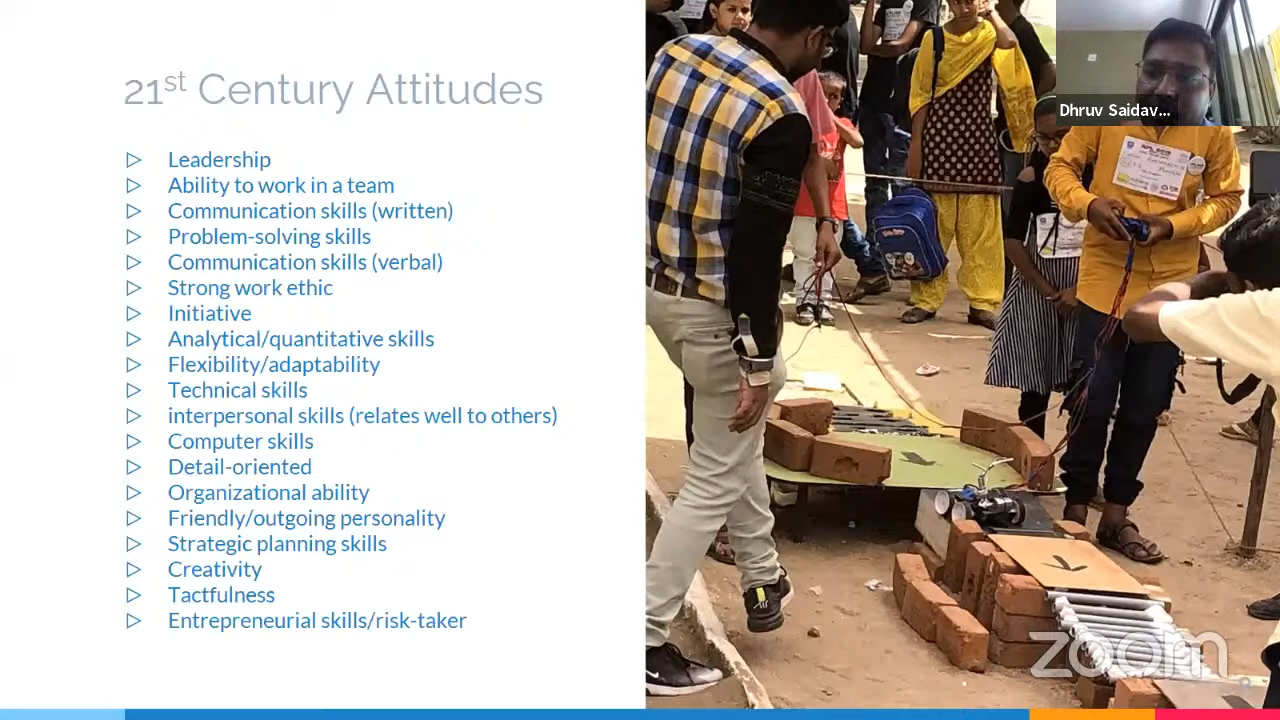 21st Century Attitudes
Leadership
Ability to work in a team
Communication skills (written)
Problem-solving skills
Communication skills (verbal)
Strong work ethic
Initiative
Analytical/quantitative skills
Flexibility/adaptability
Technical skills
interpersonal skills (relates well to others)
Computer skills
Detail-oriented
Organizational ability
Friendly/outgoing personality
Strategic planning skills
Creativity
Tactfulness
Entrepreneurial skills/risk-taker
Dhruv Saidav...
zoom